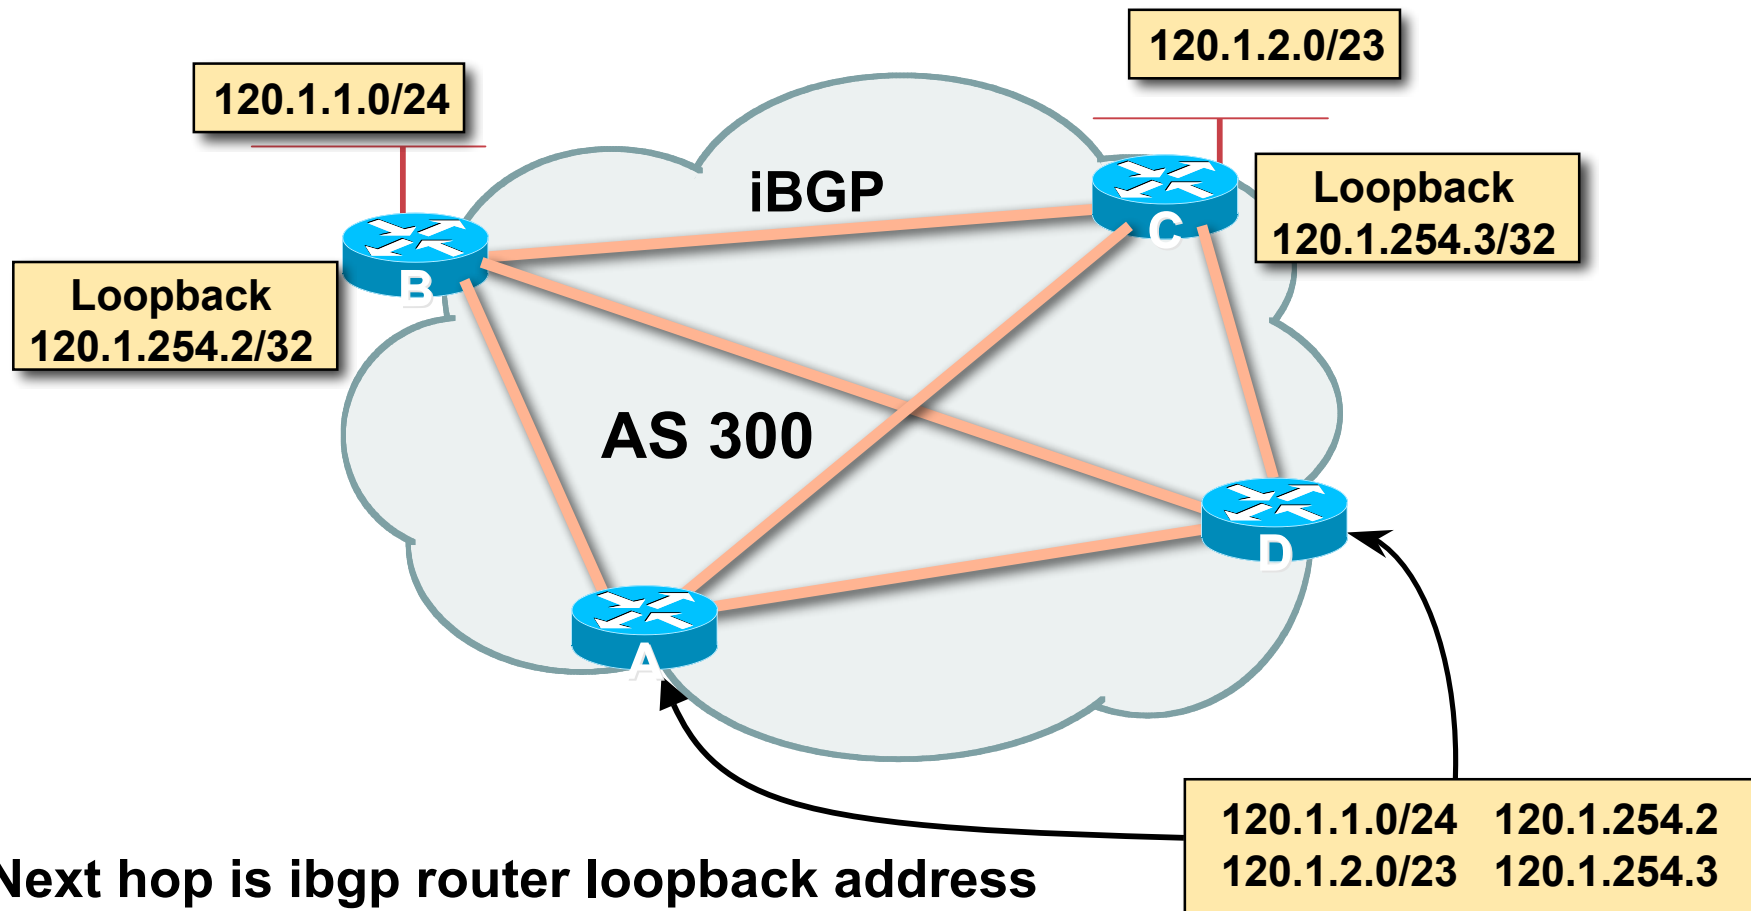 120.1.2.0/23
120.1.1.0/24
iBGP
Loopback
120.1.254.3/32
C
B
Loopback
120.1.254.2/32
AS 300
D
A
120.1.1.0/24 120.1.254.2
120.1.2.0/23 120.1.254.3
Next hop is ibgp router loopback address